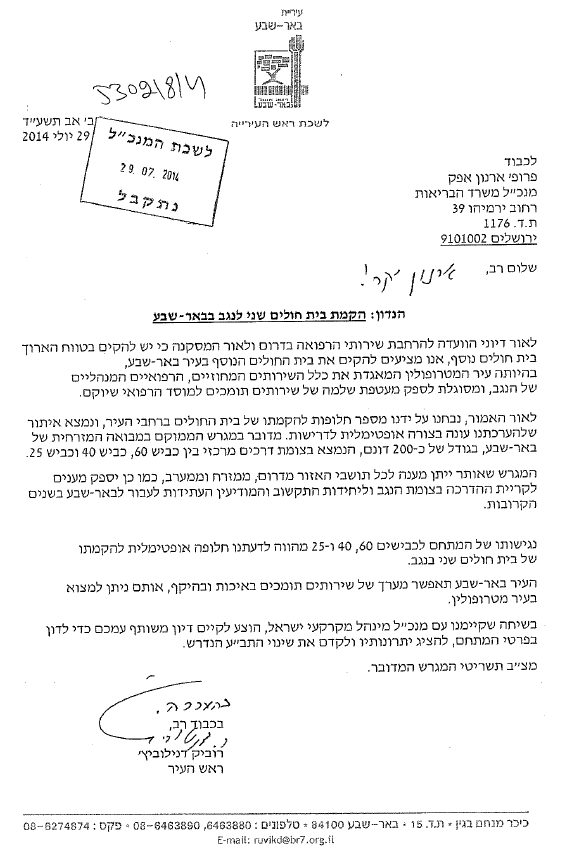 עיריית
באר-שבע
באר-שבע
לשכת ראש העירייה
53021814
ב׳ אב תשע״ד
29 יולי 2014
לשכת המנכ״ל
29. 07. 2014
נתקבל
לכבוד
פרופ׳ ארנון אפק
מנכ״ל משרד הבריאות
רחוב ירמיהו 39
ת.ד. 1176
ירושלים 9101002
שלום רב, ארנון יקר!
הנדון: הקמת בית חולים שני לנגב בבאר-שבע
לאור דיוני הוועדה להרחבת שירותי הרפואה בדרום ולאור המסקנה כי יש להקים בטווח הארוך
בית חולים נוסף, אנו מציעים להקים את בית החולים הנוסף בעיר באר-שבע,
בהיותה עיר המטרופולין המאגדת את כלל השירותים המחוזיים, הרפואיים המנהליים
של הנגב, ומסוגלת לספק מעטפת שלמה של שירותים תומכים למוסד הרפואי שיוקם.
לאור האמור, נבחנו על ידנו מספר חלופות להקמתו של בית החולים ברחבי העיר, ונמצא איתור
שלהערכתנו עונה בצורה אופטימלית לדרישות. מדובר במגרש הממוקם במבואה המזרחית של
באר-שבע, בגודל של כ-200 דונם, הנמצא בצומת דרכים מרכזי בין כביש 60, כביש 40 וכביש 25.
המגרש שאותר ייתן מענה לכל תושבי האזור מדרום, ממזרח וממערב, כמו כן יספק מענים
לקריית ההדרכה בצומת הנגב וליחידות התקשוב והמודיעין העתידות לעבור לבאר-שבע בשנים
הקרובות.
נגישותו של המתחם לכבישים 60, 40 ו-25 מהווה לדעתנו חלופה אופטימלית להקמתו
של בית חולים שני בנגב.
העיר באר-שבע תאפשר מערך של שירותים תומכים באיכות ובהיקף, אותם ניתן למצוא
בעיר מטרופולין.
בשיחה שקיימנו עם מנכ״ל מינהל מקרקעי ישראל, הוצע לקיים דיון משותף עמכם כדי לדון
בפרטי המתחם, להציג יתרונותיו ולקדם את שינוי התב״ע הנדרש.
מצ״ב תשריטי המגרש המדובר.
בהערכה.
בכבוד רב,
רוביק דנילוביץ׳
ראש העיר
כיכר מנחם בגין * ת.ד. 15 * באר-שבע 84100 * טלפונים : 6463880, 08-6463890 * פקס : 08-6274874
E-mail: ruvikd@br7.org.il